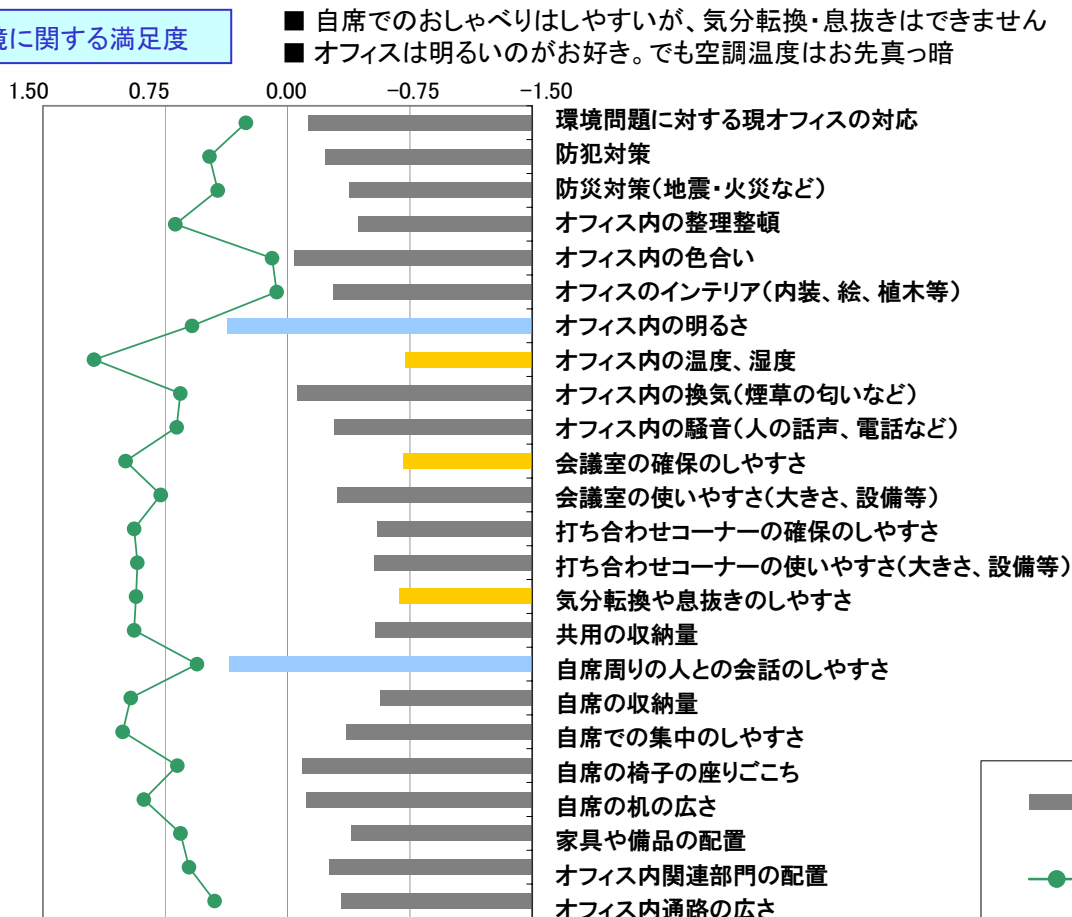 境に関する満足度
■ 自席でのおしゃべりはしやすいが、気分転換・息抜きはできません
■ オフィスは明るいのがお好き。でも空調温度はお先真っ暗
1.50 0.75 0.00 -0.75 -1.50
環境問題に対する現オフィスの対応
防犯対策
防災対策(地震・火災など)
オフィス内の整理整頓
オフィス内の色合い
オフィスのインテリア(内装、絵、植木等)
オフィス内の明るさ
オフィス内の温度、湿度
オフィス内の換気(煙草の匂いなど)
オフィス内の騒音(人の話声、電話など)
会議室の確保のしやすさ
会議室の使いやすさ(大きさ、設備等)
打ち合わせコーナーの確保のしやすさ
打ち合わせコーナーの使いやすさ(大きさ、設備等)
気分転換や息抜きのしやすさ
共用の収納量
自席周りの人との会話のしやすさ
自席の収納量
自席での集中のしやすさ
自席の椅子の座りごこち
自席の机の広さ
家具や備品の配置
オフィス内関連部門の配置
オフィス内通路の広さ